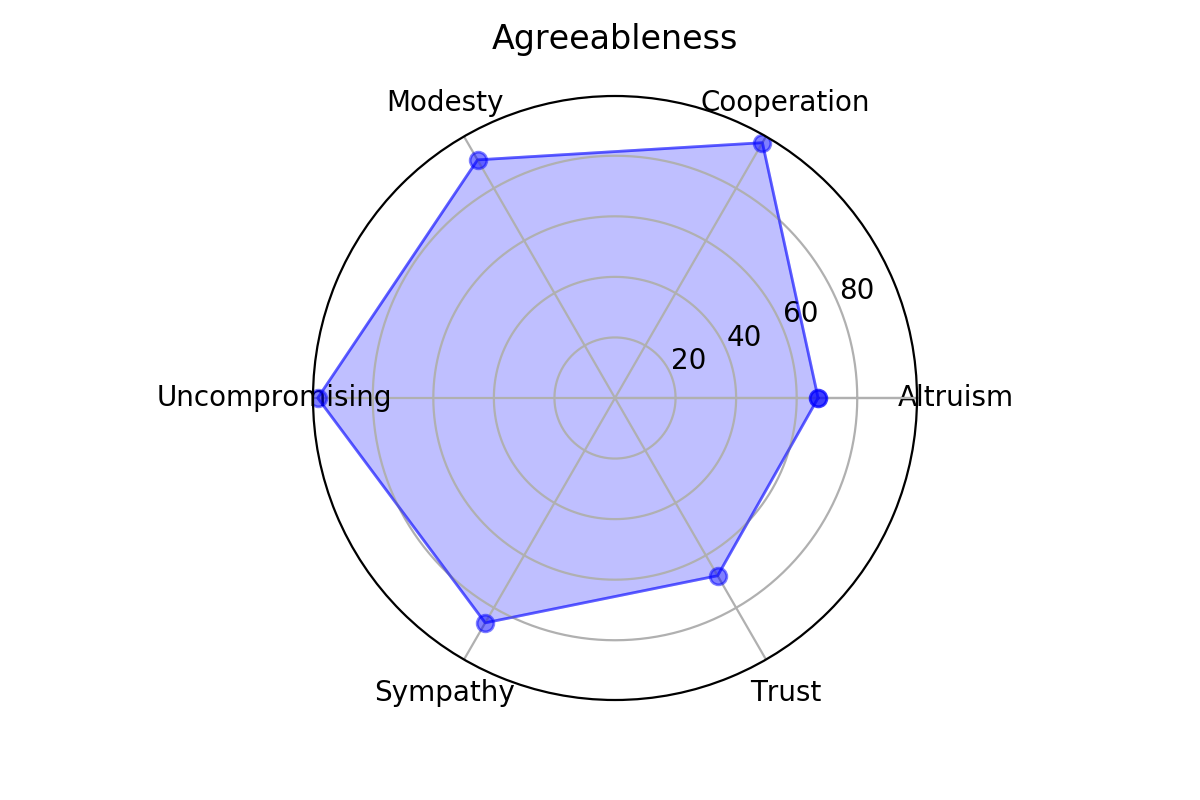 Agreeableness
Modesty
Cooperation
80
60
40
20
Uncompromising
Altruism
Sympathy
Trust